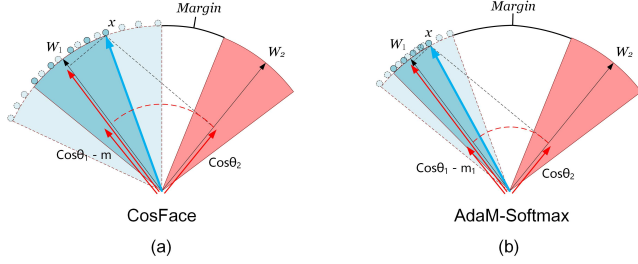 Margin
x
W₁
W₂
Cosθ₁ - m
Cosθ₂
CosFace
(a)
Margin
x
W₁
W₂
Cosθ₁ - m₁
Cosθ₂
AdaM-Softmax
(b)